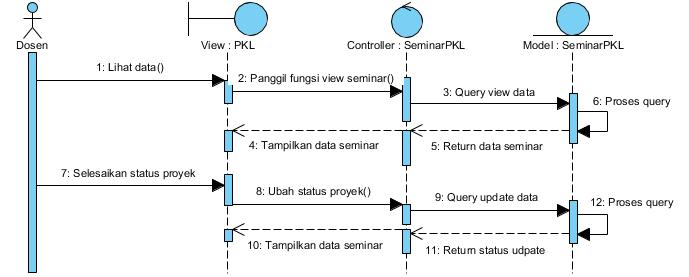 Dosen
View : PKL
Controller : SeminarPKL
Model : SeminarPKL
1: Lihat data()
2: Panggil fungsi view seminar()
3: Query view data
6: Proses query
4: Tampilkan data seminar
5: Return data seminar
7: Selesaikan status proyek
8: Ubah status proyek()
9: Query update data
12: Proses query
10: Tampilkan data seminar
11: Return status udpate